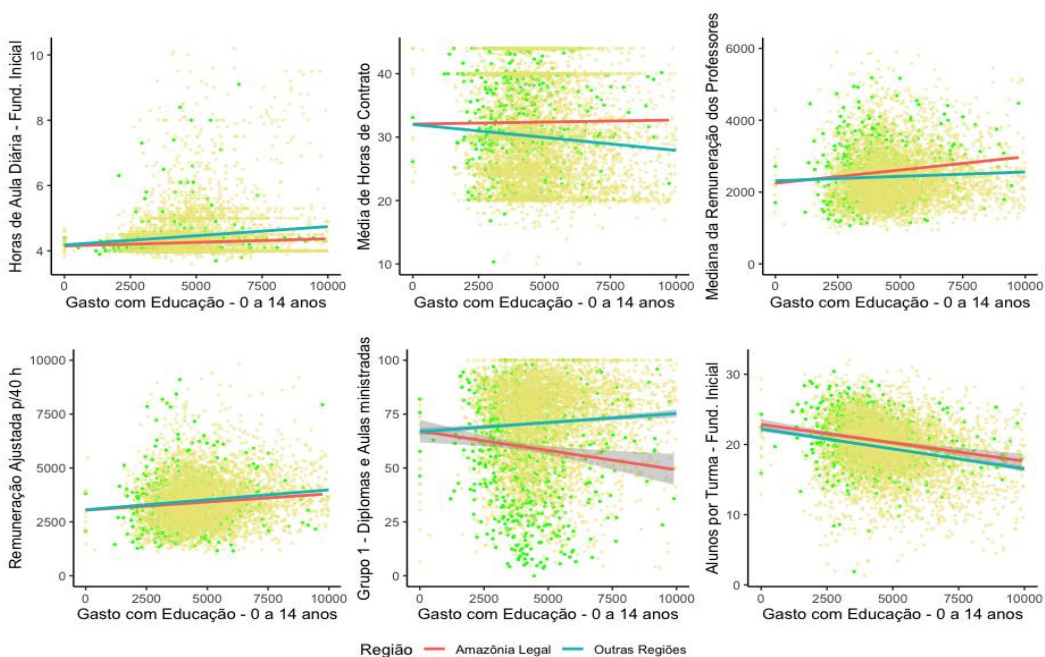 Horas de Aula Diária - Fund. Inicial
10
8
6
4
0 2500 5000 7500 10000
Gasto com Educação - 0 a 14 anos
Média de Horas de Contrato
40
30
20
10
0 2500 5000 7500 10000
Gasto com Educação - 0 a 14 anos
Mediana da Remuneração dos Professores
6000
4000
2000
0
0 2500 5000 7500 10000
Gasto com Educação - 0 a 14 anos
Remuneração Ajustada p/40 h
10000
7500
5000
2500
0
0 2500 5000 7500 10000
Gasto com Educação - 0 a 14 anos
Grupo 1 - Diplomas e Aulas ministradas
100
75
50
25
0
0 2500 5000 7500 10000
Gasto com Educação - 0 a 14 anos
Alunos por Turma - Fund. Inicial
30
20
10
0
0 2500 5000 7500 10000
Gasto com Educação - 0 a 14 anos
Região Amazônia Legal Outras Regiões